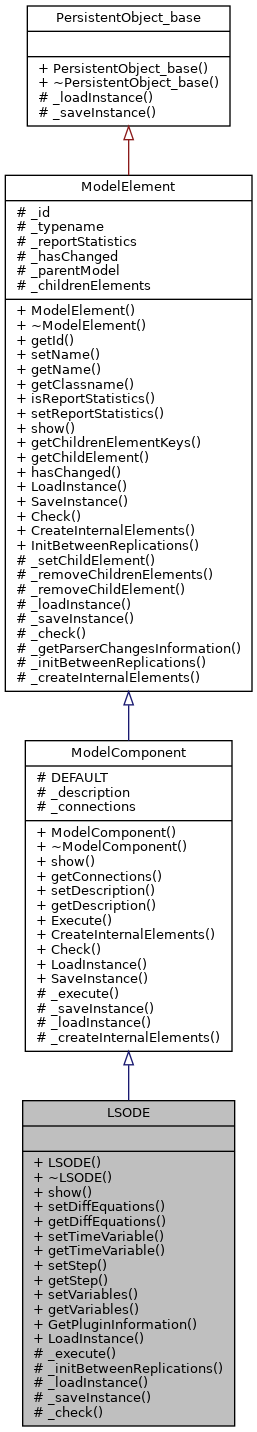 PersistentObject_base
+ PersistentObject_base()
+ ~PersistentObject_base()
# _loadInstance()
# _saveInstance()
ModelElement
# _id
# _typename
# _reportStatistics
# _hasChanged
# _parentModel
# _childrenElements
+ ModelElement()
+ ~ModelElement()
+ getId()
+ setName()
+ getName()
+ getClassname()
+ isReportStatistics()
+ setReportStatistics()
+ show()
+ getChildrenElementKeys()
+ getChildElement()
+ hasChanged()
+ LoadInstance()
+ SaveInstance()
+ Check()
+ CreateInternalElements()
+ InitBetweenReplications()
# _setChildElement()
# _removeChildrenElements()
# _removeChildElement()
# _loadInstance()
# _saveInstance()
# _check()
# _getParserChangesInformation()
# _initBetweenReplications()
# _createInternalElements()
ModelComponent
# DEFAULT
# _description
# _connections
+ ModelComponent()
+ ~ModelComponent()
+ show()
+ getConnections()
+ setDescription()
+ getDescription()
+ Execute()
+ CreateInternalElements()
+ Check()
+ LoadInstance()
+ SaveInstance()
# _execute()
# _saveInstance()
# _loadInstance()
# _createInternalElements()
LSODE
+ LSODE()
+ ~LSODE()
+ show()
+ setDiffEquations()
+ getDiffEquations()
+ setTimeVariable()
+ getTimeVariable()
+ setStep()
+ getStep()
+ setVariables()
+ getVariables()
+ GetPluginInformation()
+ LoadInstance()
# _execute()
# _initBetweenReplications()
# _loadInstance()
# _saveInstance()
# _check()